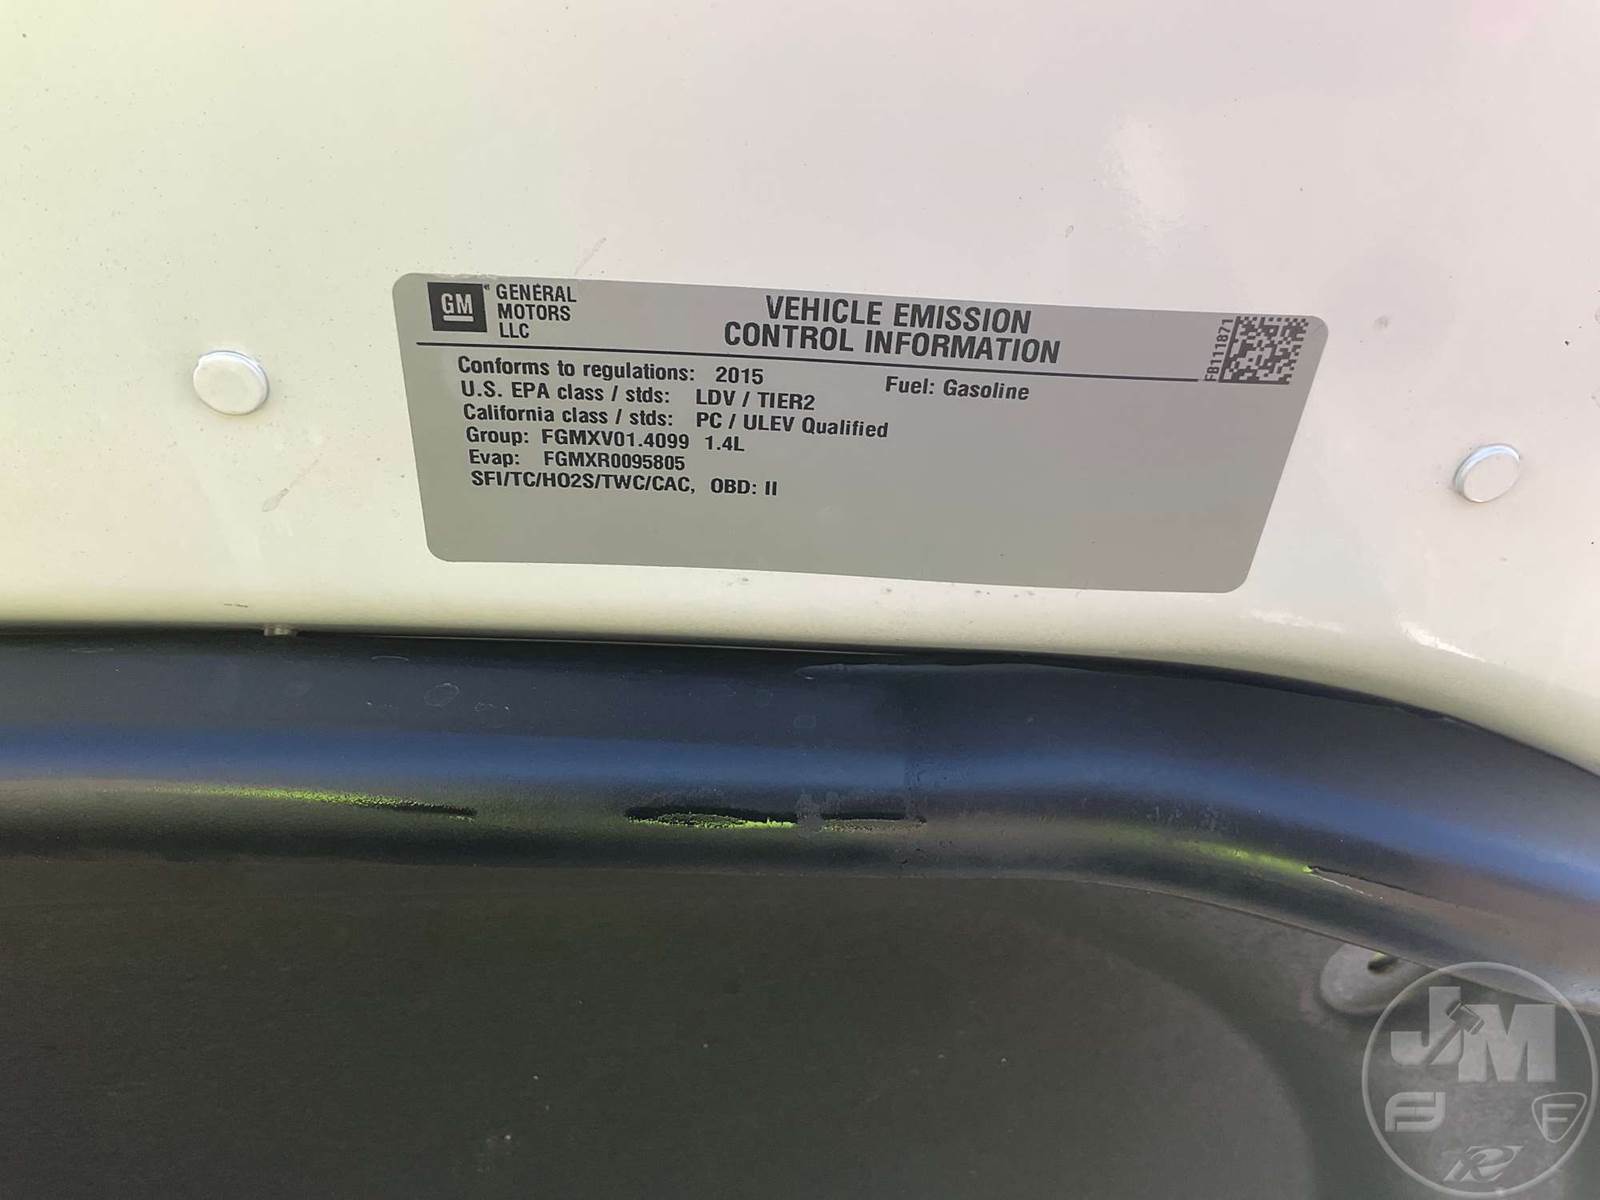 GM
GENERAL
MOTORS
LLC
VEHICLE EMISSION
CONTROL INFORMATION
FB111871
Conforms to regulations: 2015
Fuel: Gasoline
U.S. EPA class / stds: LDV / TIER2
California class / stds: PC / ULEV Qualified
Group: FGMXV01.4099 1.4L
Evap: FGMXR0095805
SFI/TC/HO2S/TWC/CAC, OBD: II
JM
F